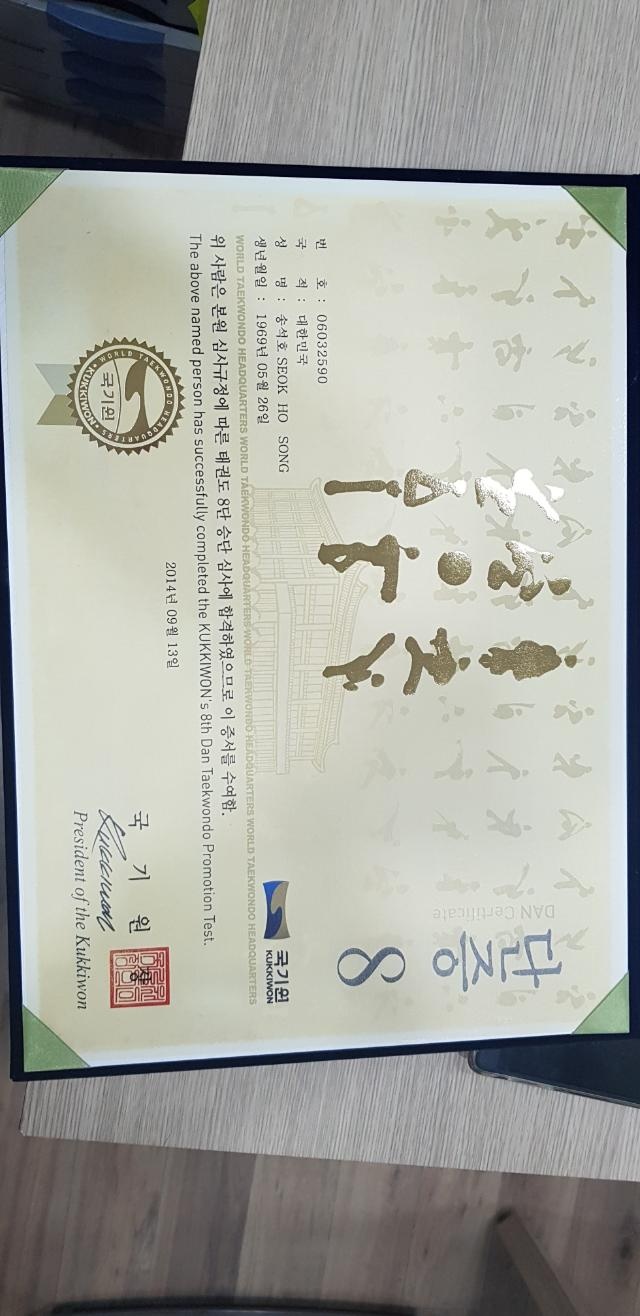 단증
8
DAN Certificate
번 호 : 06032590
국 적 : 대한민국
성 명 : 송석호 SEOK HO SONG
생년월일 : 1969년 05월 26일
국기원
KUKKIWON
WORLD TAEKWONDO HEADQUARTERS WORLD TAEKWONDO HEADQUARTERS WORLD TAEKWONDO HEADQUARTERS WORLD TAEKWONDO HEADQUARTERS
위 사람은 본원 심사규정에 따른 태권도 8단 승단 심사에 합격하였으므로 이 증서를 수여함.
The above named person has successfully completed the KUKKIWON's 8th Dan Taekwondo Promotion Test.
2014년 09월 13일
WORLD TAEKWONDO HEADQUARTERS
국기원
KUKKIWON
국 기 원
President of the Kukkiwon